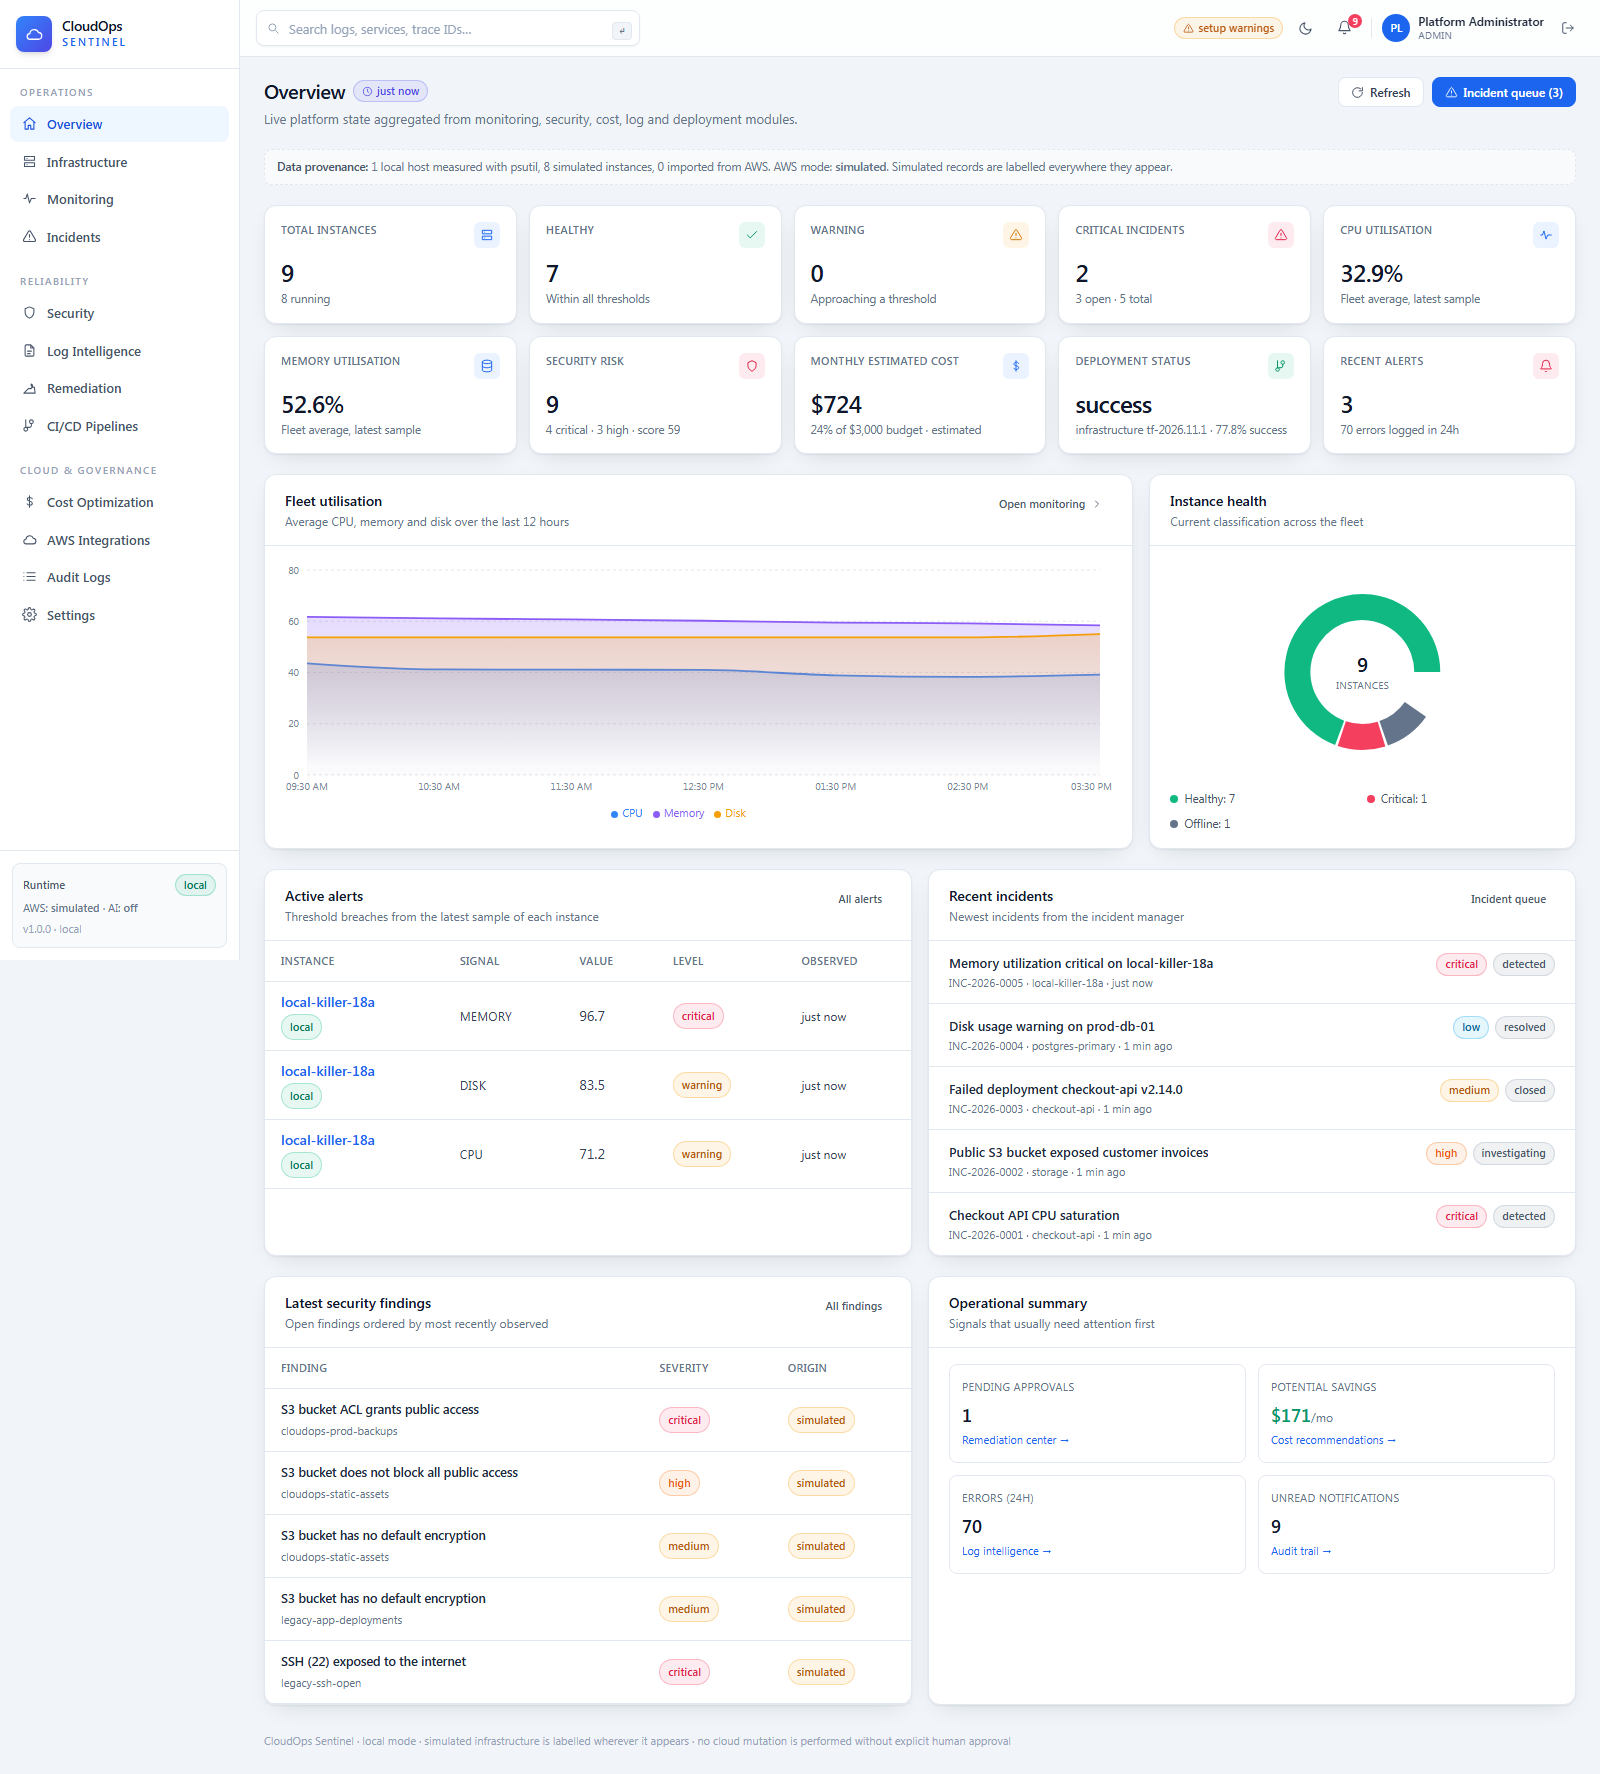 CloudOps
SENTINEL
Search logs, services, trace IDs...
setup warnings
9
PL
Platform Administrator
ADMIN
OPERATIONS
Overview
Infrastructure
Monitoring
Incidents
RELIABILITY
Security
Log Intelligence
Remediation
CI/CD Pipelines
CLOUD & GOVERNANCE
Cost Optimization
AWS Integrations
Audit Logs
Settings
Runtime
local
AWS: simulated · AI: off
v1.0.0 · local
Overview
just now
Refresh
Incident queue (3)
Live platform state aggregated from monitoring, security, cost, log and deployment modules.
Data provenance: 1 local host measured with psutil, 8 simulated instances, 0 imported from AWS. AWS mode: simulated. Simulated records are labelled everywhere they appear.
TOTAL INSTANCES
9
8 running
HEALTHY
7
Within all thresholds
WARNING
0
Approaching a threshold
CRITICAL INCIDENTS
2
3 open · 5 total
CPU UTILISATION
32.9%
Fleet average, latest sample
MEMORY UTILISATION
52.6%
Fleet average, latest sample
SECURITY RISK
9
4 critical · 3 high · score 59
MONTHLY ESTIMATED COST
$724
24% of $3,000 budget · estimated
DEPLOYMENT STATUS
success
infrastructure tf-2026.11.1 · 77.8% success
RECENT ALERTS
3
70 errors logged in 24h
Fleet utilisation
Average CPU, memory and disk over the last 12 hours
Open monitoring
80
60
40
20
0
09:30 AM
10:30 AM
11:30 AM
12:30 PM
01:30 PM
02:30 PM
03:30 PM
CPU
Memory
Disk
Instance health
Current classification across the fleet
9
INSTANCES
Healthy: 7
Critical: 1
Offline: 1
Active alerts
Threshold breaches from the latest sample of each instance
All alerts
INSTANCE SIGNAL VALUE LEVEL OBSERVED
local-killer-18a
local
MEMORY 96.7 critical just now
local-killer-18a
local
DISK 83.5 warning just now
local-killer-18a
local
CPU 71.2 warning just now
Recent incidents
Newest incidents from the incident manager
Incident queue
Memory utilization critical on local-killer-18a
INC-2026-0005 · local-killer-18a · just now
critical detected
Disk usage warning on prod-db-01
INC-2026-0004 · postgres-primary · 1 min ago
low resolved
Failed deployment checkout-api v2.14.0
INC-2026-0003 · checkout-api · 1 min ago
medium closed
Public S3 bucket exposed customer invoices
INC-2026-0002 · storage · 1 min ago
high investigating
Checkout API CPU saturation
INC-2026-0001 · checkout-api · 1 min ago
critical detected
Latest security findings
Open findings ordered by most recently observed
All findings
FINDING SEVERITY ORIGIN
S3 bucket ACL grants public access
cloudops-prod-backups
critical simulated
S3 bucket does not block all public access
cloudops-static-assets
high simulated
S3 bucket has no default encryption
cloudops-static-assets
medium simulated
S3 bucket has no default encryption
legacy-app-deployments
medium simulated
SSH (22) exposed to the internet
legacy-ssh-open
critical simulated
Operational summary
Signals that usually need attention first
PENDING APPROVALS
1
Remediation center →
POTENTIAL SAVINGS
$171/mo
Cost recommendations →
ERRORS (24H)
70
Log intelligence →
UNREAD NOTIFICATIONS
9
Audit trail →
CloudOps Sentinel · local mode · simulated infrastructure is labelled wherever it appears · no cloud mutation is performed without explicit human approval